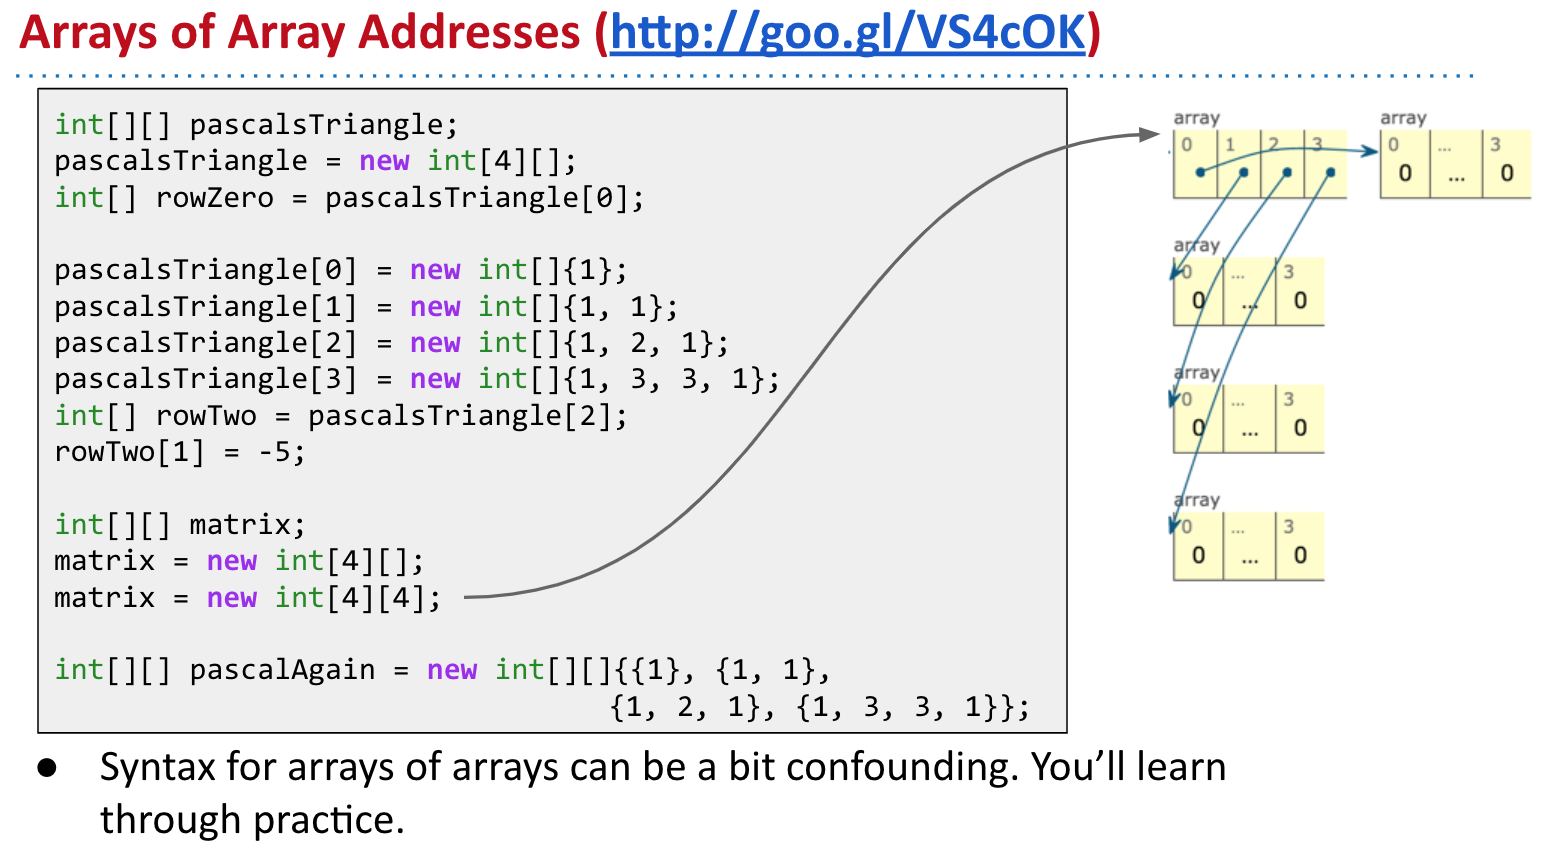 Arrays of Array Addresses (http://goo.gl/VS4cOK)
int[][] pascalsTriangle;
pascalsTriangle = new int[4][];
int[] rowZero = pascalsTriangle[0];
pascalsTriangle[0] = new int[]{1};
pascalsTriangle[1] = new int[]{1, 1};
pascalsTriangle[2] = new int[]{1, 2, 1};
pascalsTriangle[3] = new int[]{1, 3, 3, 1};
int[] rowTwo = pascalsTriangle[2];
rowTwo[1] = -5;
int[][] matrix;
matrix = new int[4][];
matrix = new int[4][4];
int[][] pascalAgain = new int[][]{{1}, {1, 1},
{1, 2, 1}, {1, 3, 3, 1}};
array
0 1 2 3
array
0 ... 3
0 ... 0
array
0 ... 3
0 ... 0
array
0 ... 3
0 ... 0
array
0 ... 3
0 ... 0
● Syntax for arrays of arrays can be a bit confounding. You’ll learn
through practice.